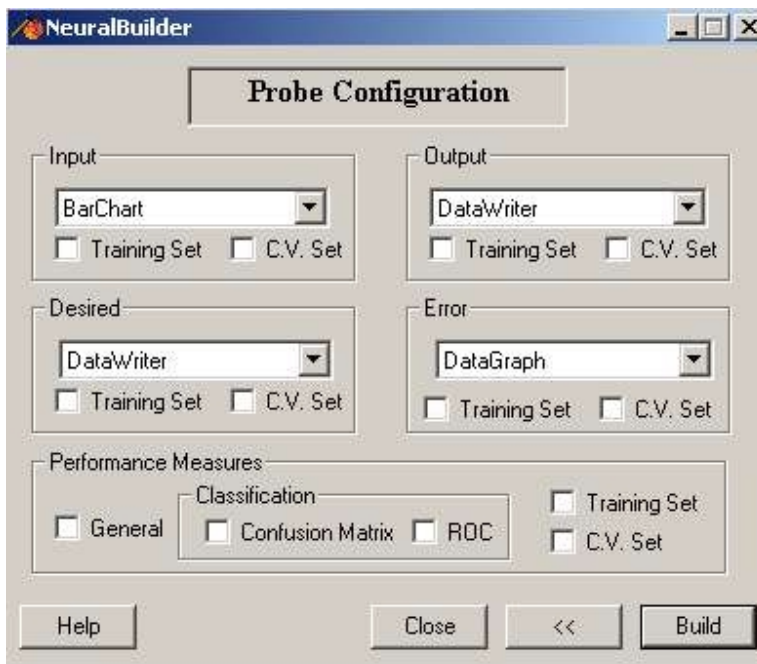 NeuralBuilder
Probe Configuration
Input
BarChart
Training Set C.V. Set
Output
DataWriter
Training Set C.V. Set
Desired
DataWriter
Training Set C.V. Set
Error
DataGraph
Training Set C.V. Set
Performance Measures
General
Classification
Confusion Matrix ROC
Training Set
C.V. Set
Help Close << Build